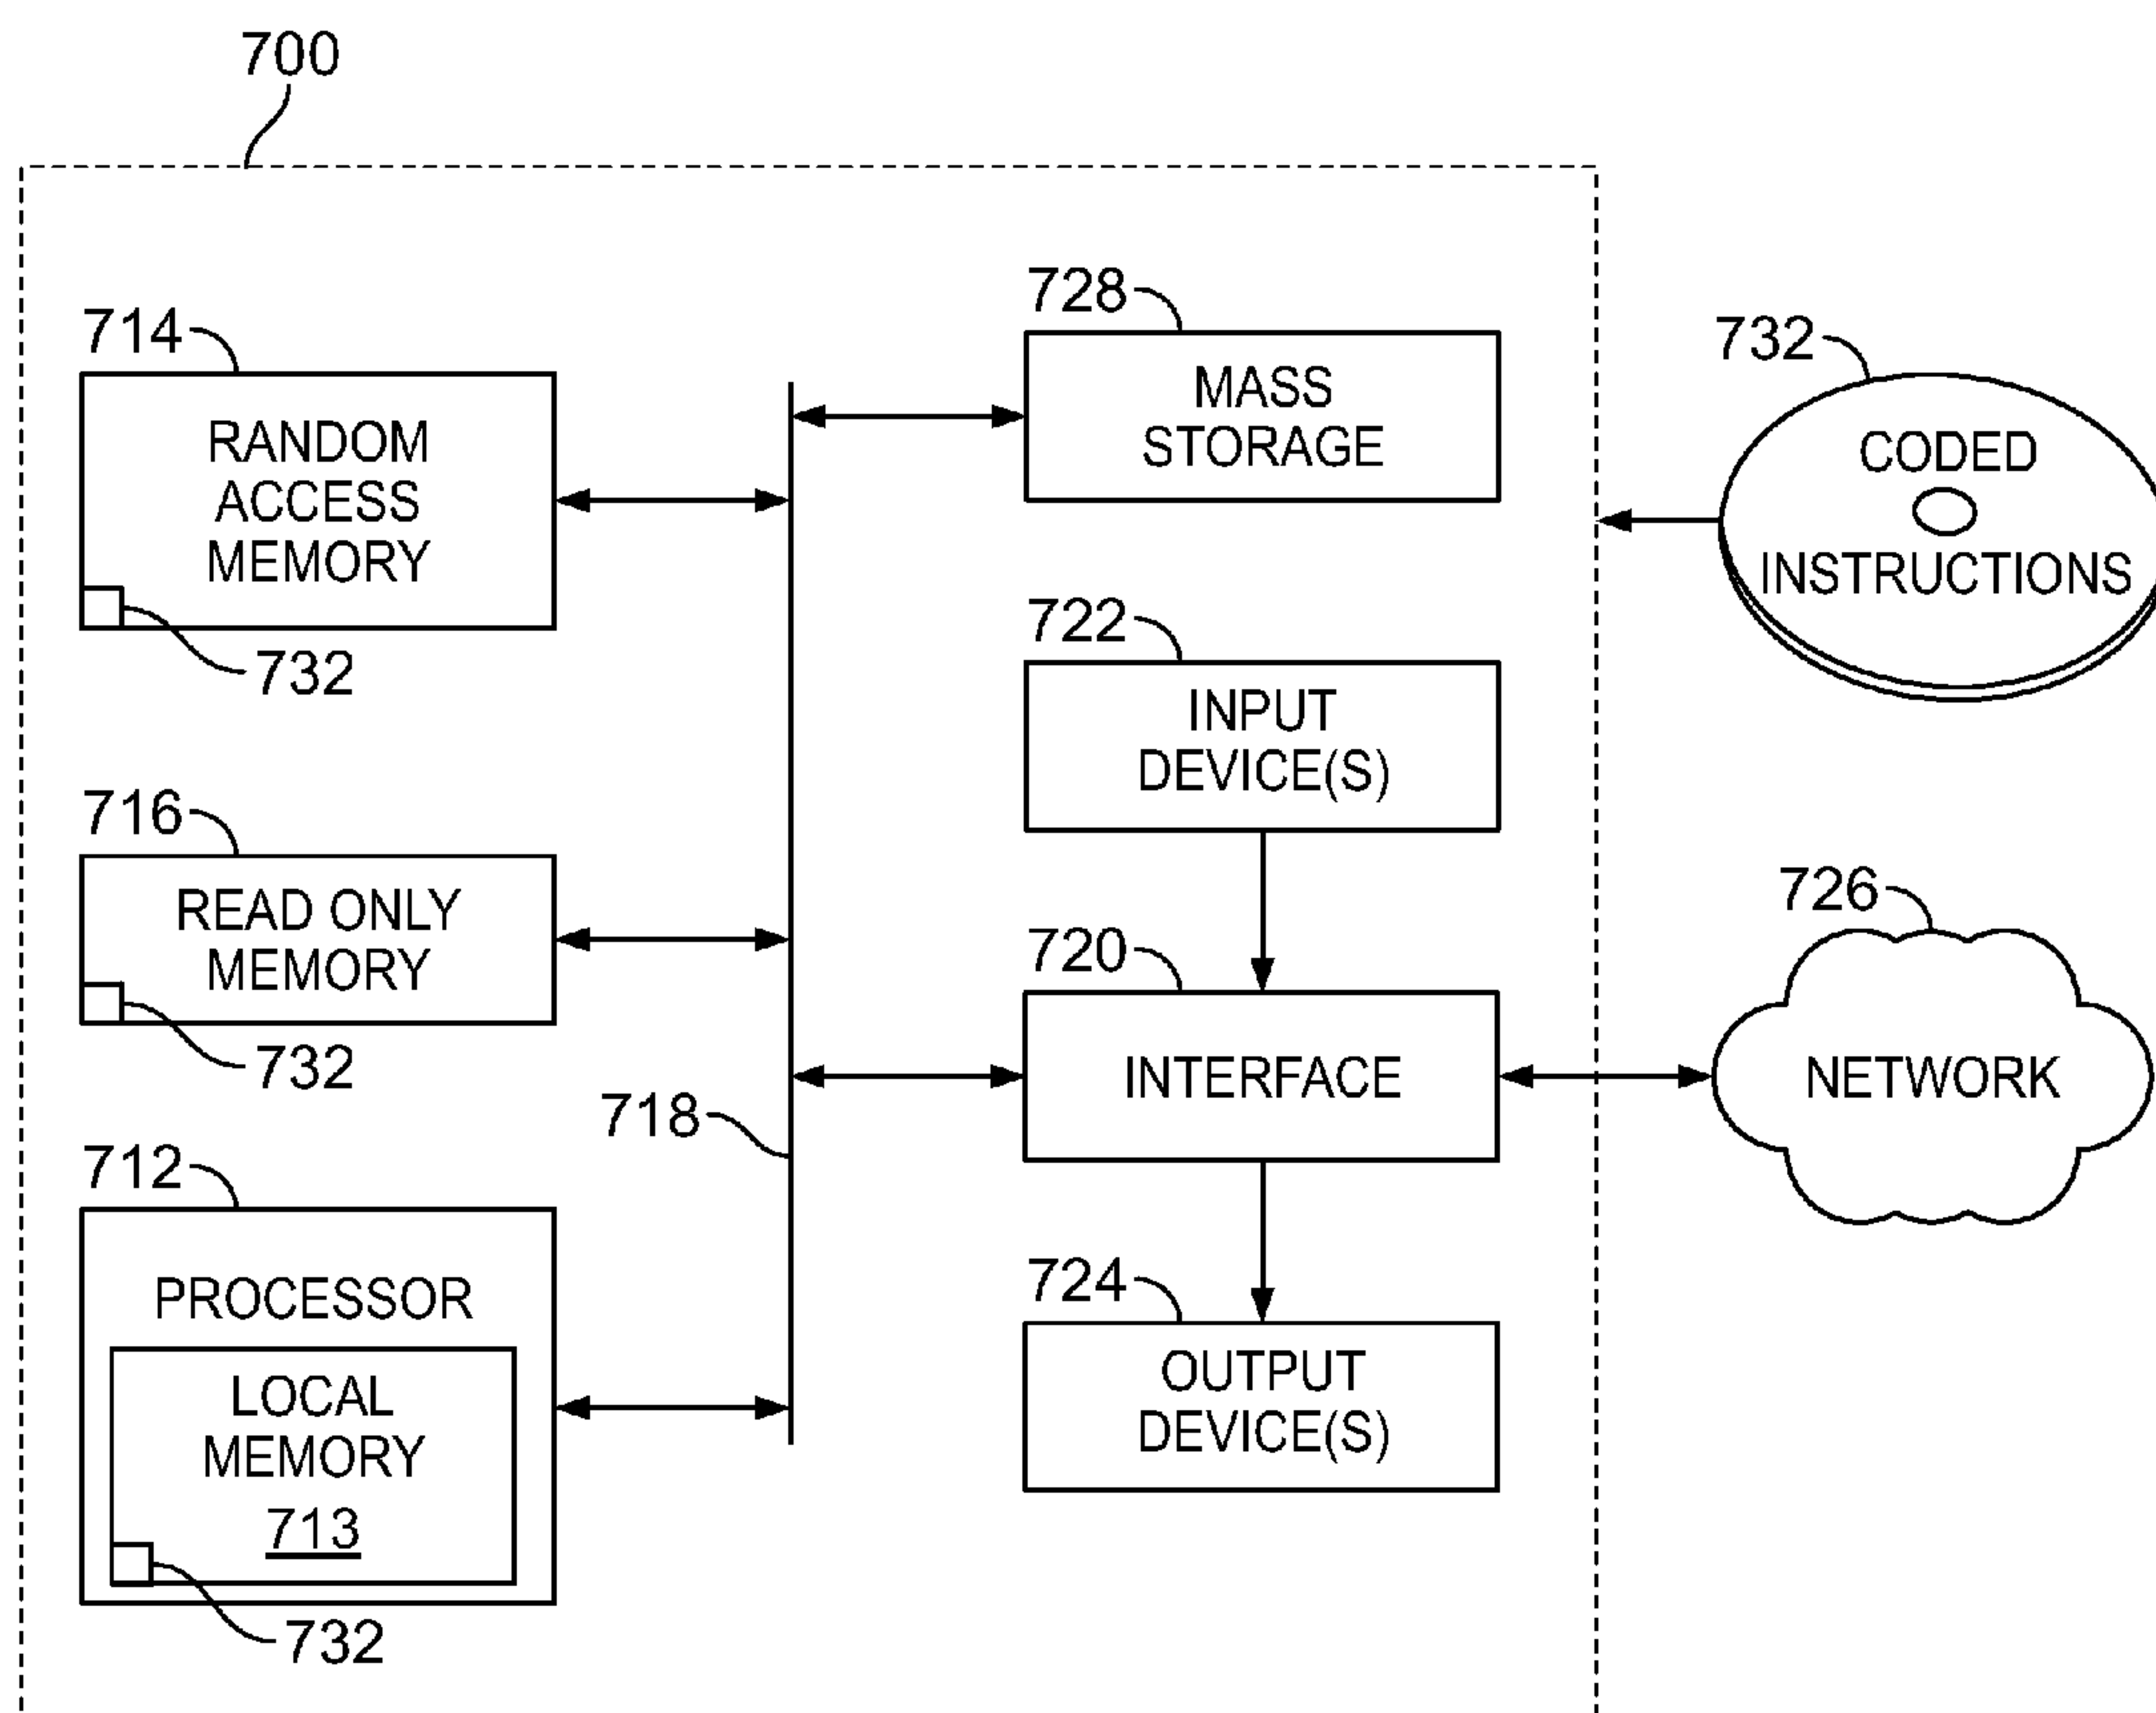 700
714
RANDOM
ACCESS
MEMORY
732
716
READ ONLY
MEMORY
732
718
712
PROCESSOR
LOCAL
MEMORY
713
732
728
MASS
STORAGE
722
INPUT
DEVICE(S)
720
INTERFACE
724
OUTPUT
DEVICE(S)
732
CODED
INSTRUCTIONS
726
NETWORK